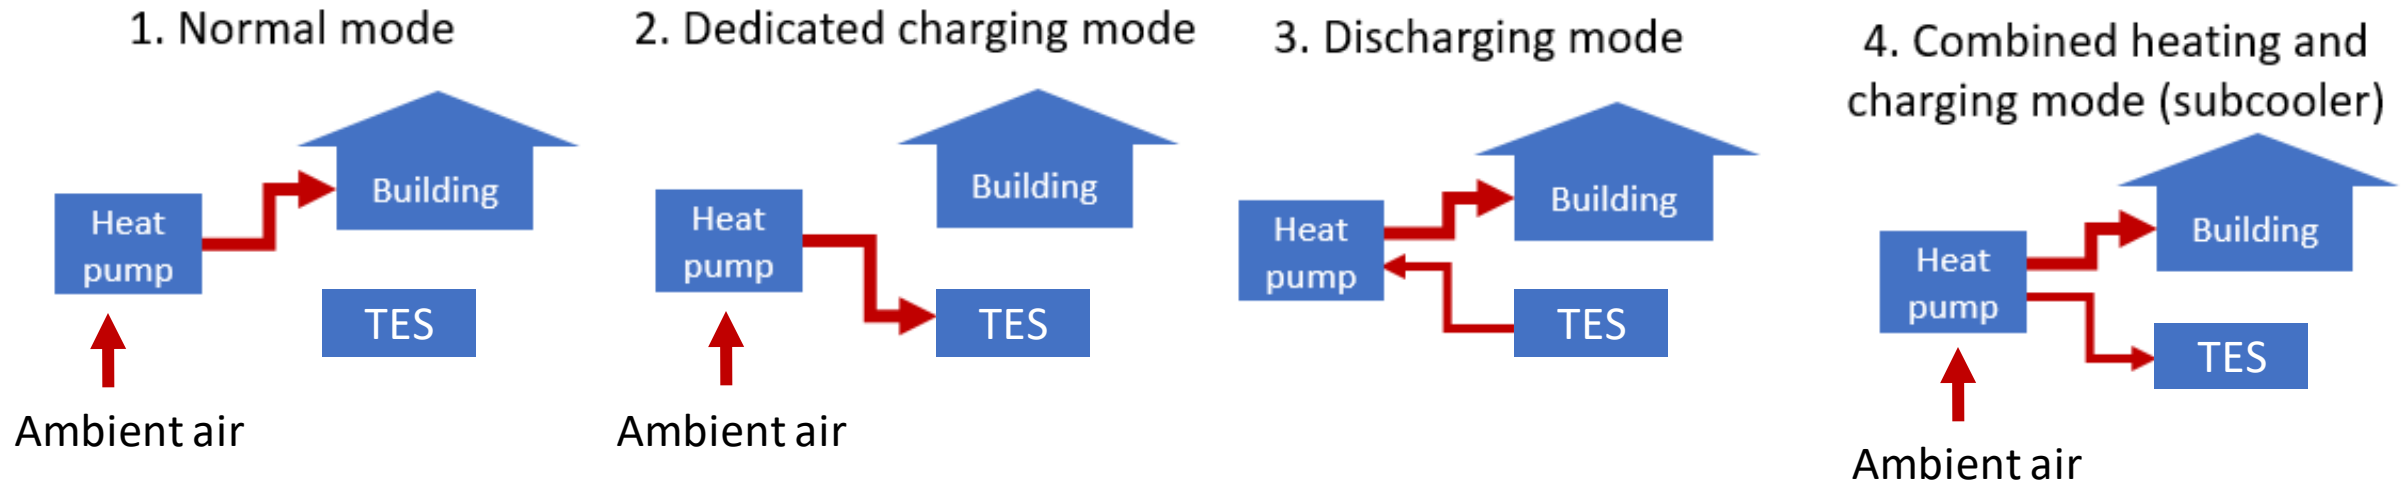 1. Normal mode
Building
Heat
pump
TES
Ambient air
2. Dedicated charging mode
Building
Heat
pump
TES
Ambient air
3. Discharging mode
Building
Heat
pump
TES
4. Combined heating and
charging mode (subcooler)
Building
Heat
pump
TES
Ambient air